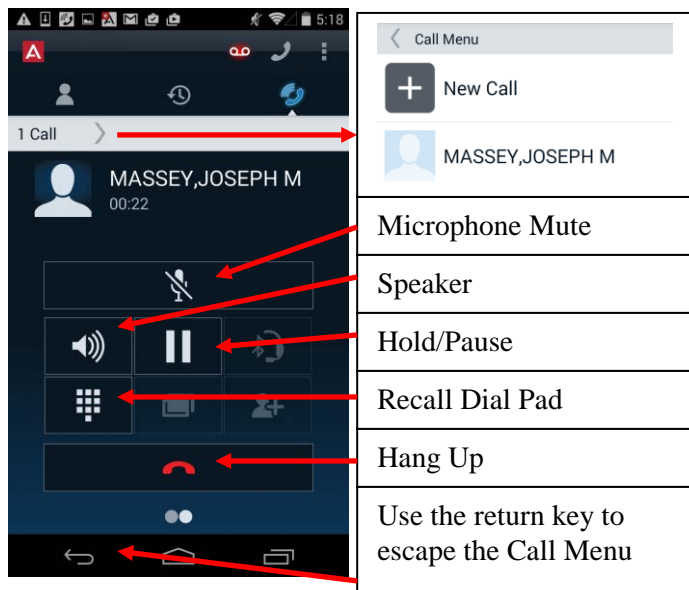 5:18
A
1 Call
MASSEY,JOSEPH M
00:22
Call Menu
New Call
MASSEY,JOSEPH M
Microphone Mute
Speaker
Hold/Pause
Recall Dial Pad
Hang Up
Use the return key to
escape the Call Menu